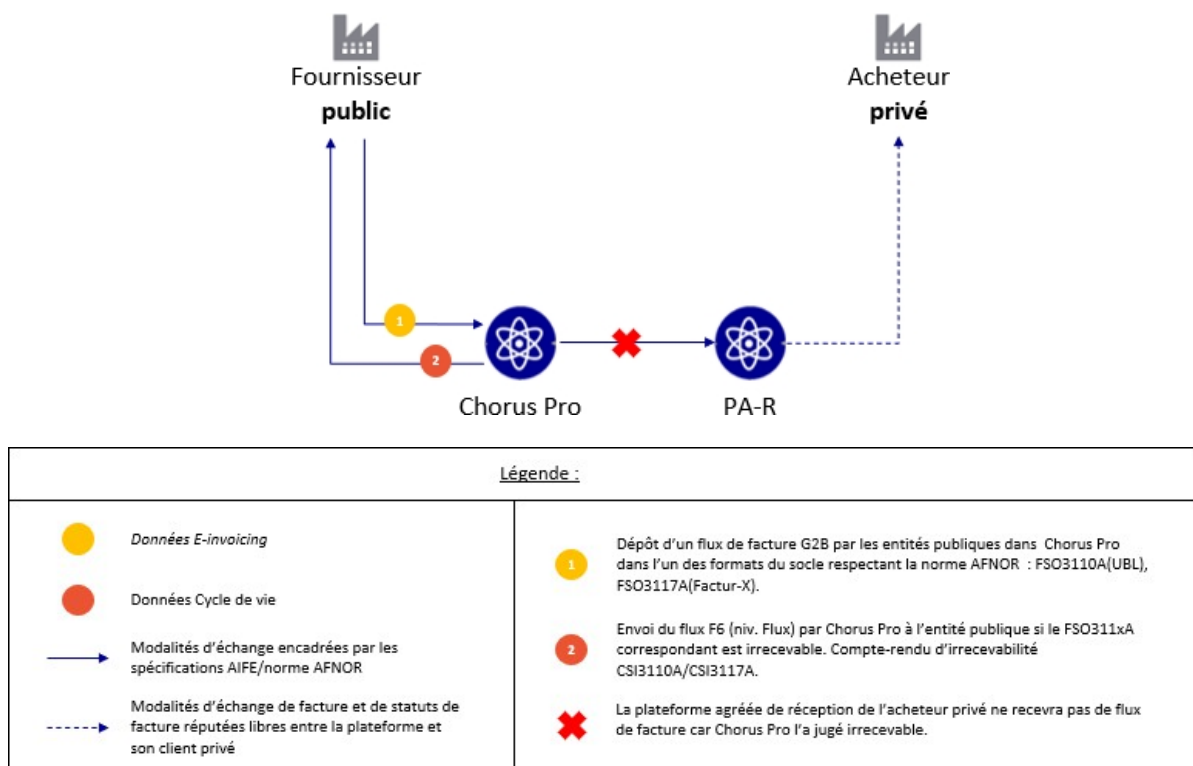 Fournisseur
public
Acheteur
privé
1
2
Chorus Pro
PA-R
Légende :
Données E-invoicing
Données Cycle de vie
Modalités d'échange encadrées par les
spécifications AIFE/norme AFNOR
Modalités d'échange de facture et de statuts de
facture réputées libres entre la plateforme et
son client privé
1
Dépôt d'un flux de facture G2B par les entités publiques dans Chorus Pro
dans l'un des formats du socle respectant la norme AFNOR : FSO3110A(UBL),
FSO3117A(Factur-X).
2
Envoi du flux F6 (niv. Flux) par Chorus Pro à l'entité publique si le FSO311xA
correspondant est irrecevable. Compte-rendu d'irrecevabilité
CSI3110A/CSI3117A.
La plateforme agréée de réception de l'acheteur privé ne recevra pas de flux
de facture car Chorus Pro l'a jugé irrecevable.